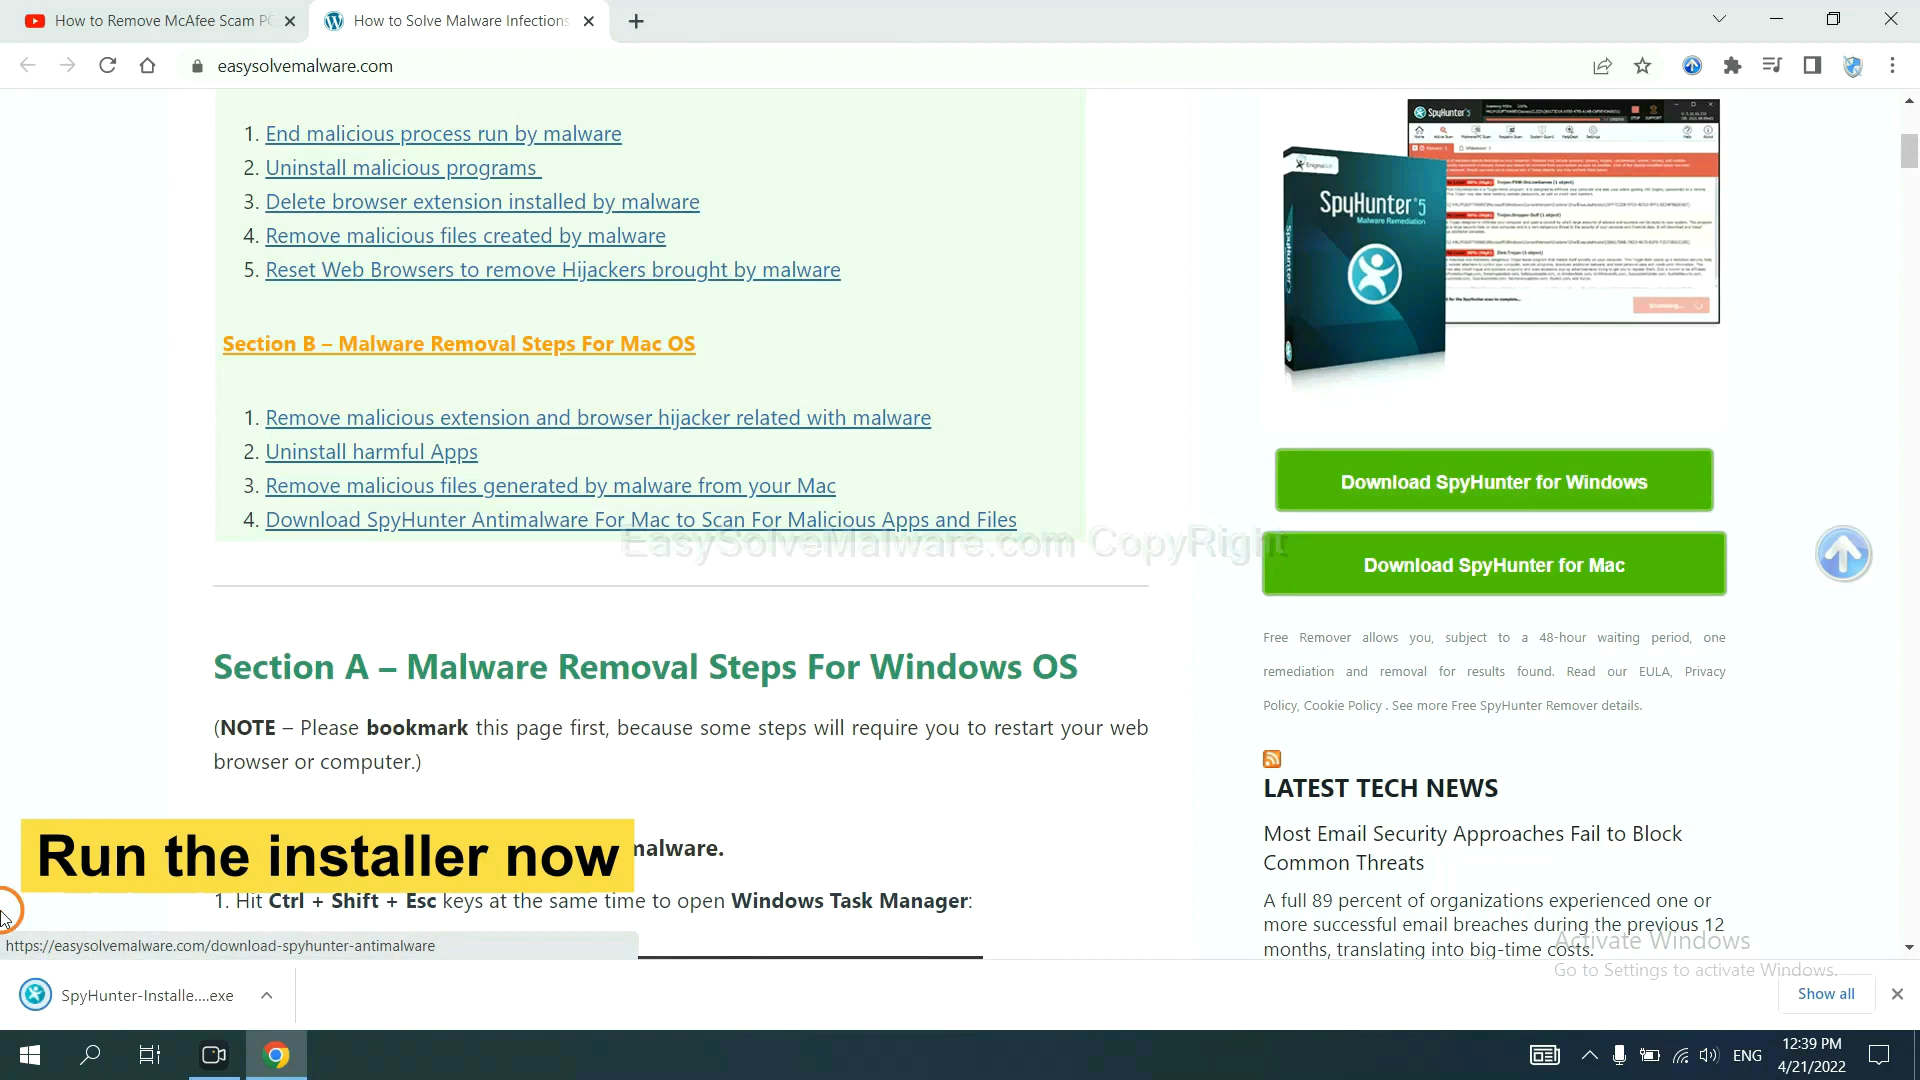 How to Remove McAfee Scam PC
How to Solve Malware Infections
easysolvemalware.com
1. End malicious process run by malware
2. Uninstall malicious programs
3. Delete browser extension installed by malware
4. Remove malicious files created by malware
5. Reset Web Browsers to remove Hijackers brought by malware
Section B – Malware Removal Steps For Mac OS
1. Remove malicious extension and browser hijacker related with malware
2. Uninstall harmful Apps
3. Remove malicious files generated by malware from your Mac
4. Download SpyHunter Antimalware For Mac to Scan For Malicious Apps and Files
EasySolveMalware.com CopyRight
Section A – Malware Removal Steps For Windows OS
(NOTE – Please bookmark this page first, because some steps will require you to restart your web
browser or computer.)
Run the installer now
malware.
1. Hit Ctrl + Shift + Esc keys at the same time to open Windows Task Manager:
https://easysolvemalware.com/download-spyhunter-antimalware
SpyHunter 5
SpyHunter 5
Malware Remediation
Download SpyHunter for Windows
Download SpyHunter for Mac
Free Remover allows you, subject to a 48-hour waiting period, one
remediation and removal for results found. Read our EULA, Privacy
Policy, Cookie Policy . See more Free SpyHunter Remover details.
LATEST TECH NEWS
Most Email Security Approaches Fail to Block
Common Threats
A full 89 percent of organizations experienced one or
more successful email breaches during the previous 12
months, translating into big-time costs.
Activate Windows
Go to Settings to activate Windows.
SpyHunter-Installe....exe
Show all
ENG
12:39 PM
4/21/2022